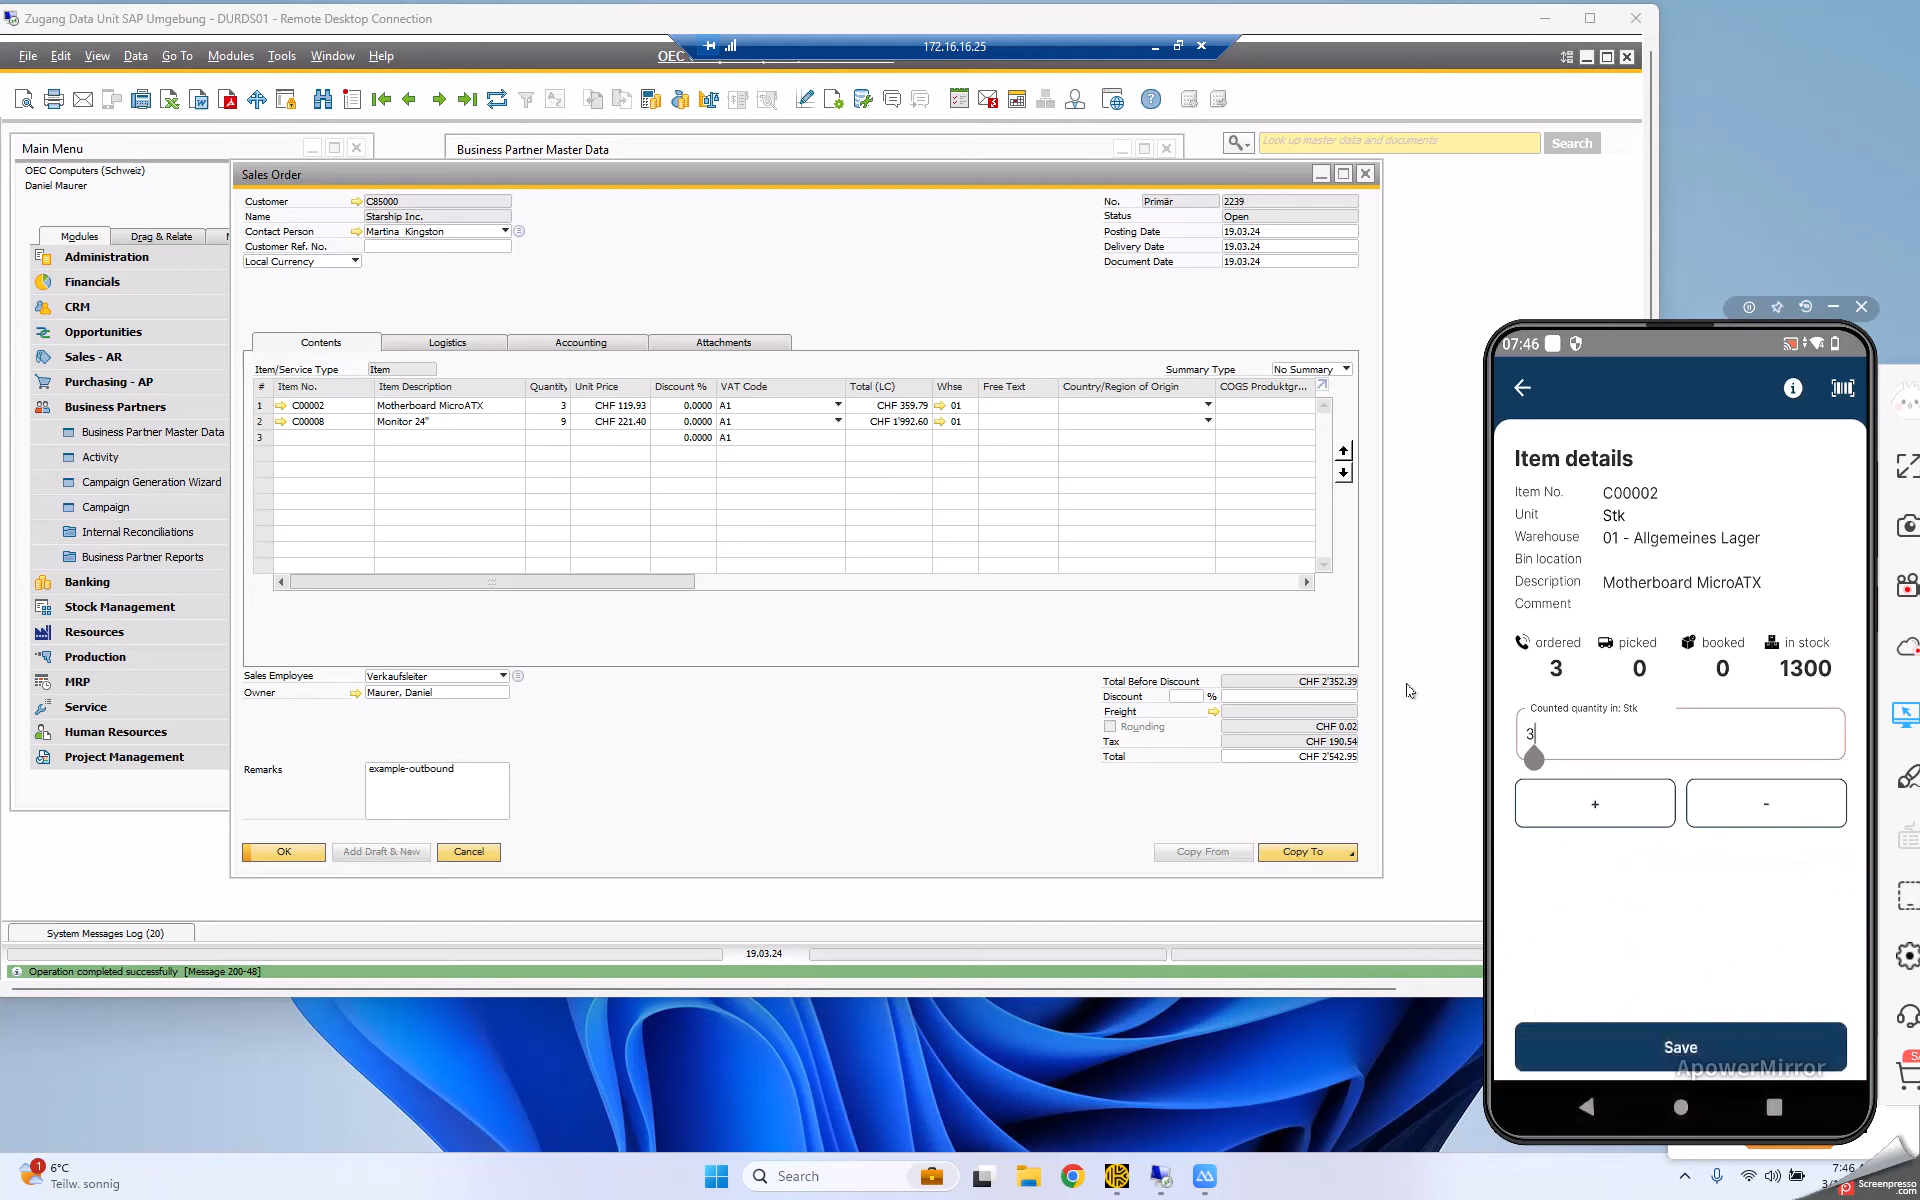 Zugang Data Unit SAP Umgebung - DURDS01 - Remote Desktop Connection
172.16.16.25
File Edit View Data Go To Modules Tools Window Help
OEC
Main Menu
Business Partner Master Data
Look up master data and documents
Search
OEC Computers (Schweiz)
Daniel Maurer
Modules
Drag & Relate
Administration
Financials
CRM
Opportunities
Sales - AR
Purchasing - AP
Business Partners
Business Partner Master Data
Activity
Campaign Generation Wizard
Campaign
Internal Reconciliations
Business Partner Reports
Banking
Stock Management
Resources
Production
MRP
Service
Human Resources
Project Management
Sales Order
Customer C85000
Name Starship Inc.
Contact Person Martina Kingston
Customer Ref. No.
Local Currency
No. Primär 2239
Status Open
Posting Date 19.03.24
Delivery Date 19.03.24
Document Date 19.03.24
Contents Logistics Accounting Attachments
Item/Service Type Item
Summary Type No Summary
# Item No. Item Description Quantity Unit Price Discount % VAT Code Total (LC) Whse Free Text Country/Region of Origin COGS Produktgr...
1 C00002 Motherboard MicroATX 3 CHF 119.93 0.0000 A1 CHF 359.79 01
2 C00008 Monitor 24" 9 CHF 221.40 0.0000 A1 CHF 1'992.60 01
3 0.0000 A1
Sales Employee Verkaufsleiter
Owner Maurer, Daniel
Total Before Discount CHF 2'352.39
Discount %
Freight
Rounding CHF 0.02
Tax CHF 190.54
Total CHF 2'542.95
Remarks example-outbound
OK
Add Draft & New
Cancel
Copy From
Copy To
System Messages Log (20)
19.03.24
Operation completed successfully [Message 200-48]
07:46
Item details
Item No. C00002
Unit Stk
Warehouse 01 - Allgemeines Lager
Bin location
Description Motherboard MicroATX
Comment
ordered picked booked in stock
3 0 0 1300
Counted quantity in: Stk
3
+ -
Save
ApowerMirror
1
6°C
Teilw. sonnig
Search
7:46
Screenpresso
.com